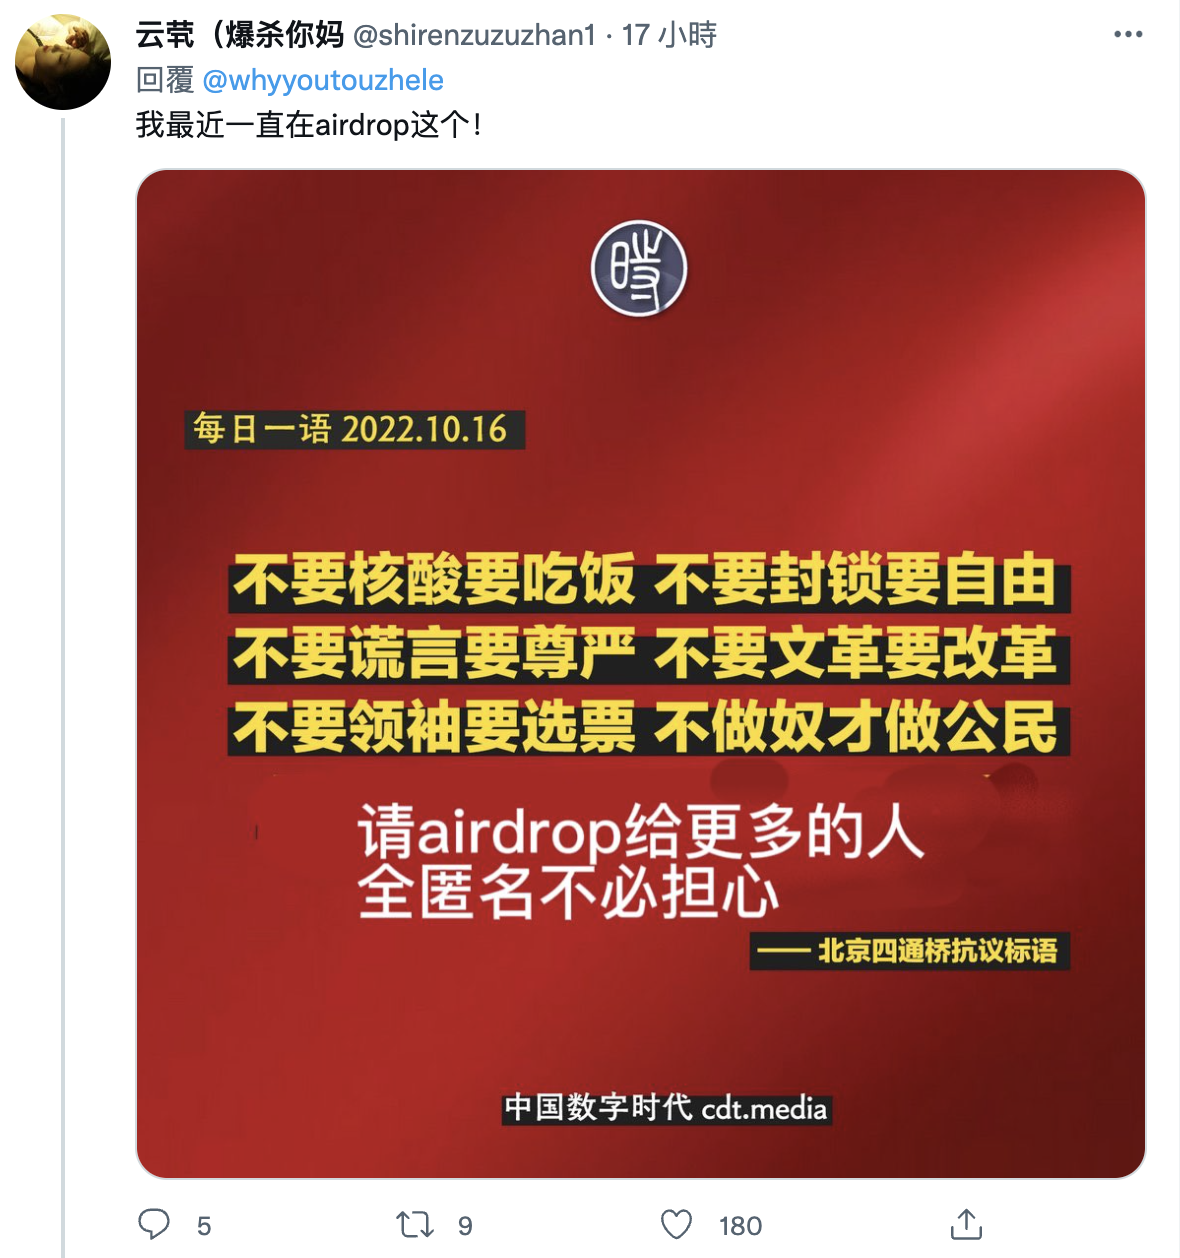 云茕（爆杀你妈 @shirenzuzuzhan1 · 17 小時
回覆 @whyyoutouzhele
我最近一直在airdrop这个！
時
每日一语 2022.10.16
不要核酸要吃饭 不要封锁要自由
不要谎言要尊严 不要文革要改革
不要领袖要选票 不做奴才做公民
请airdrop给更多的人
全匿名不必担心
—— 北京四通桥抗议标语
中国数字时代 cdt.media
5 9 180